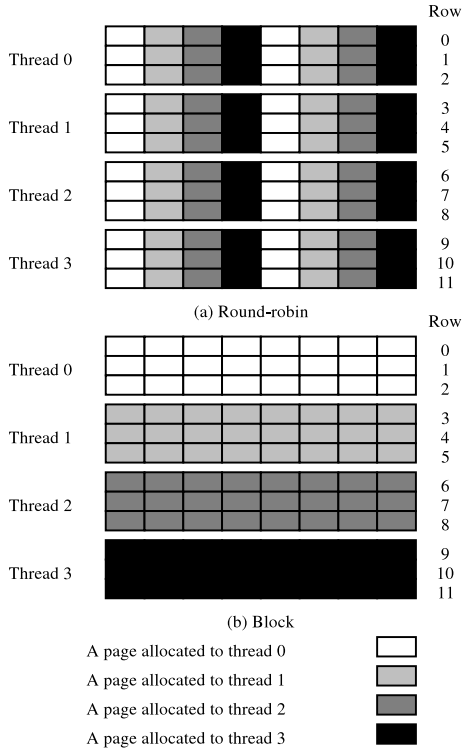 Row
Thread 0
0
1
2
Thread 1
3
4
5
Thread 2
6
7
8
Thread 3
9
10
11
(a) Round-robin
Row
Thread 0
0
1
2
Thread 1
3
4
5
Thread 2
6
7
8
Thread 3
9
10
11
(b) Block
A page allocated to thread 0
A page allocated to thread 1
A page allocated to thread 2
A page allocated to thread 3